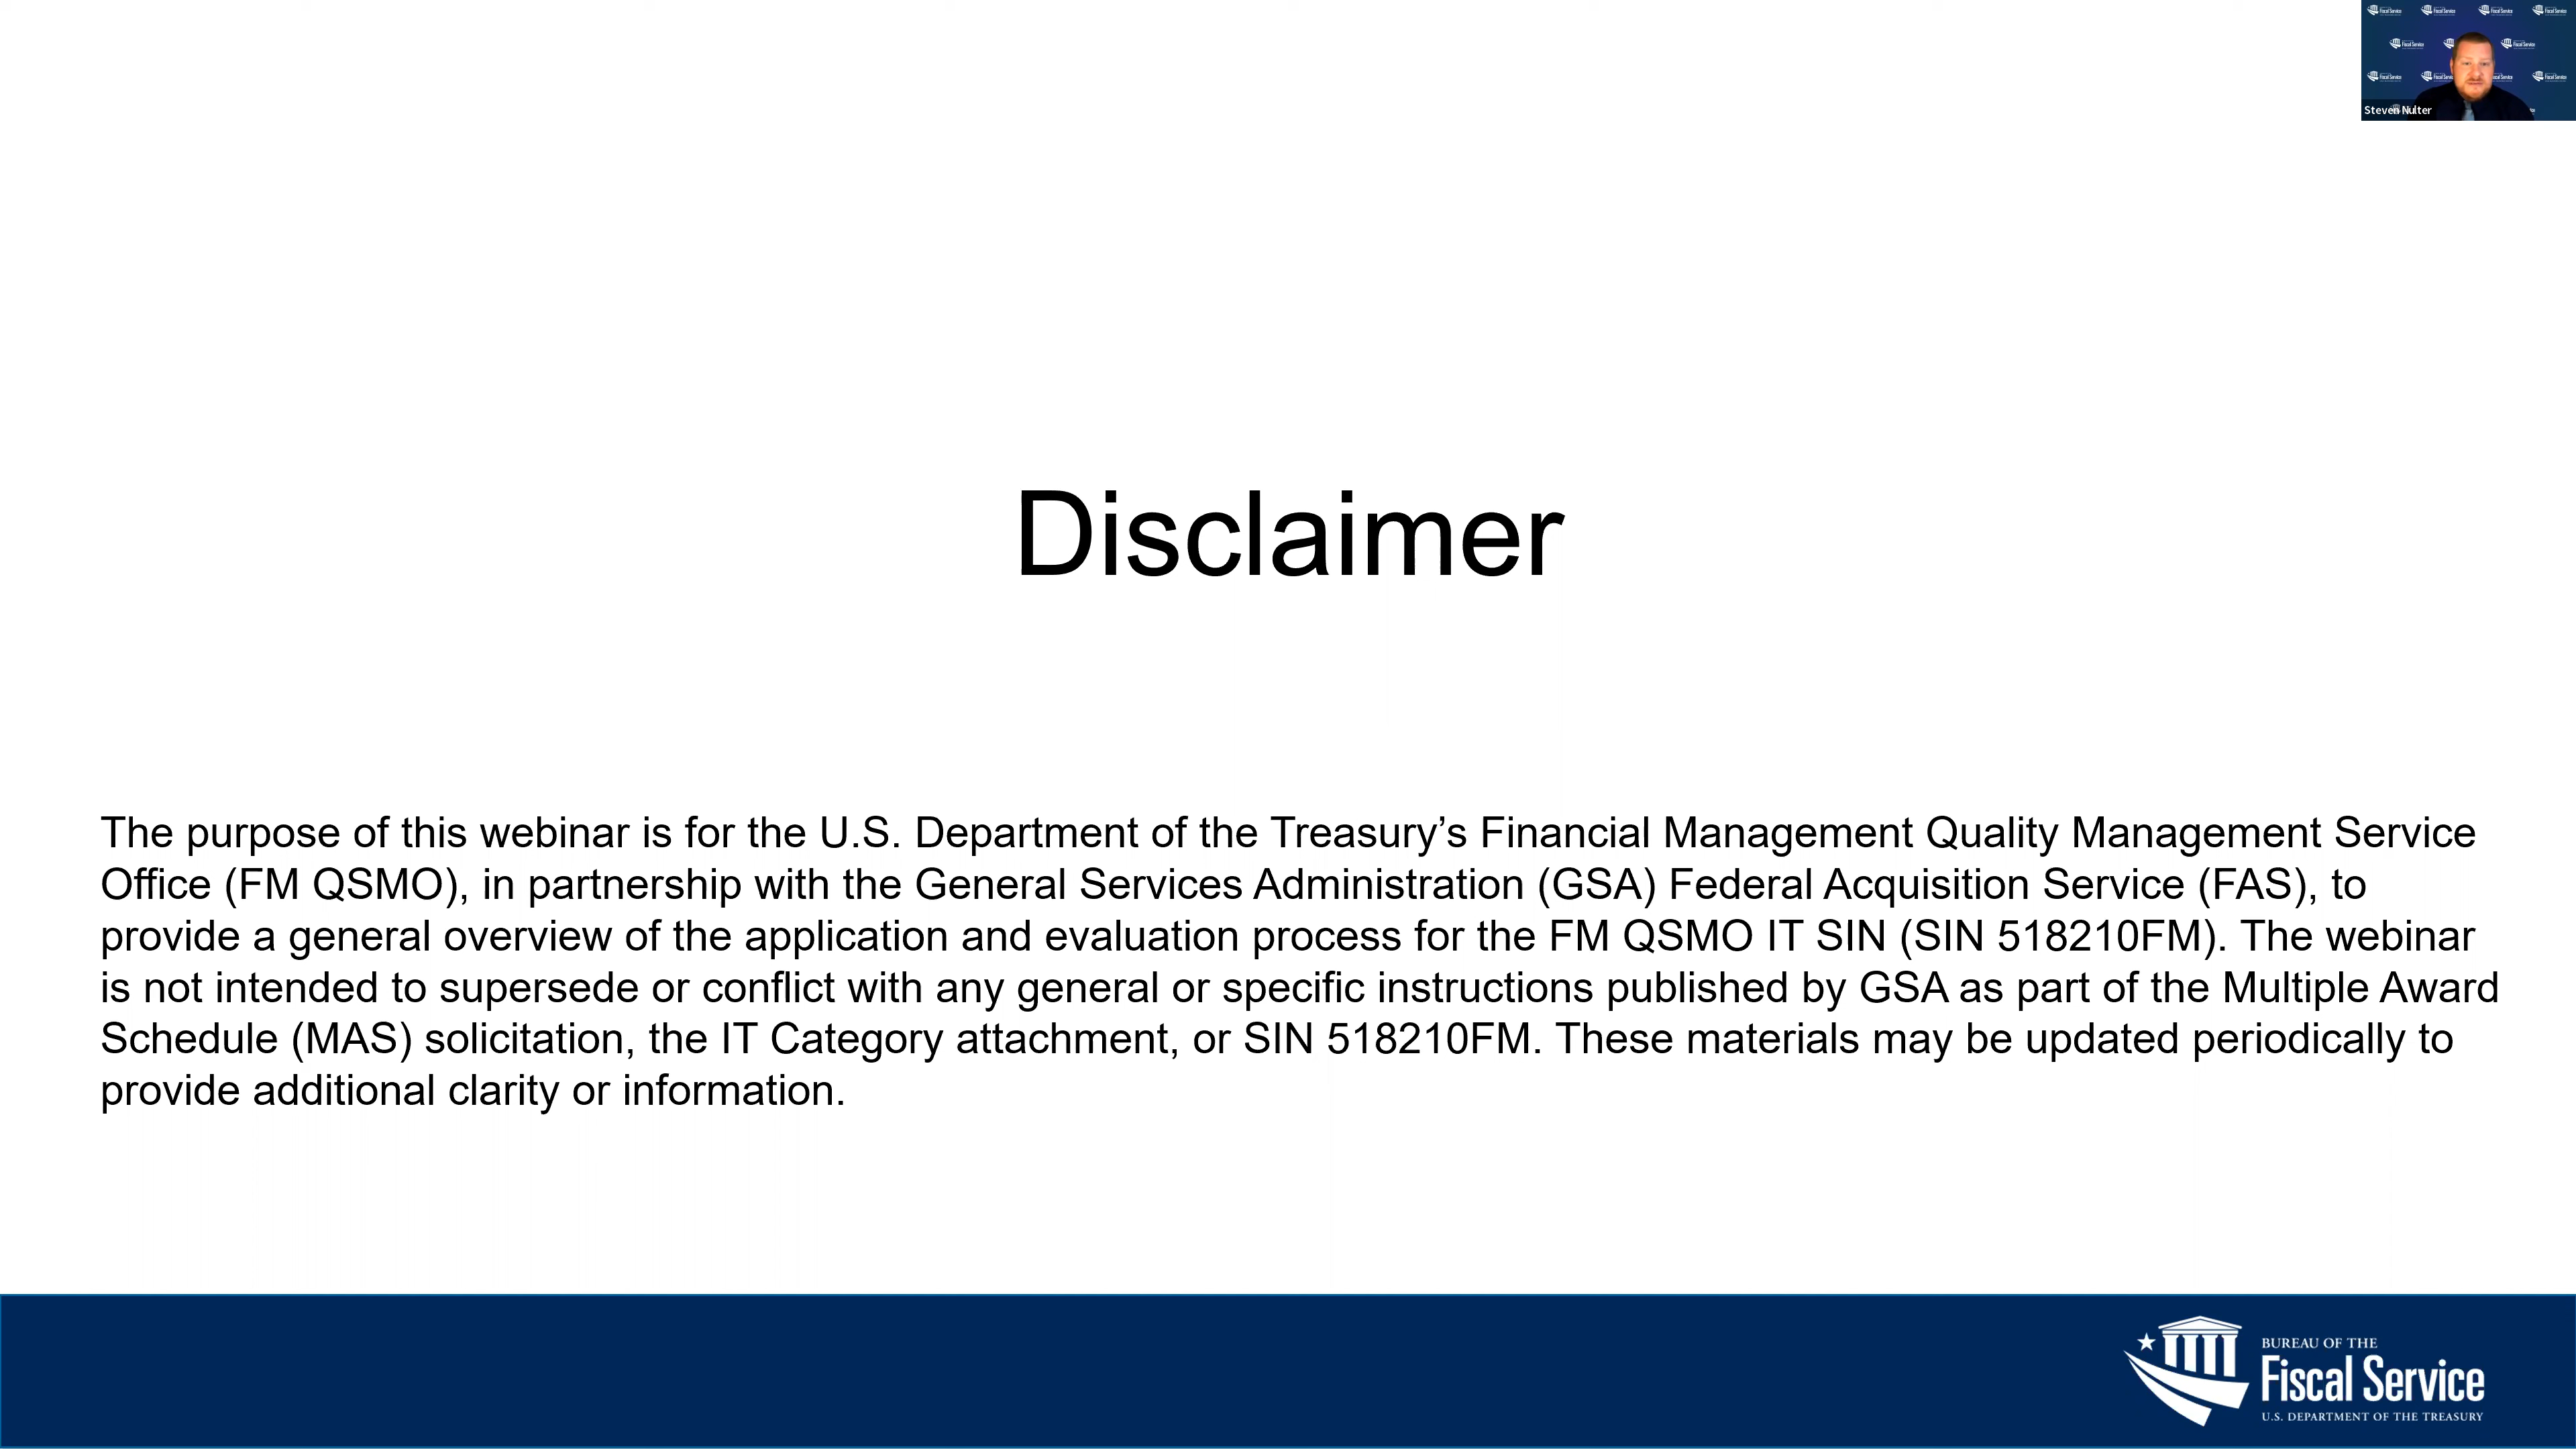 Steven Nulter
Disclaimer
The purpose of this webinar is for the U.S. Department of the Treasury’s Financial Management Quality Management Service
Office (FM QSMO), in partnership with the General Services Administration (GSA) Federal Acquisition Service (FAS), to
provide a general overview of the application and evaluation process for the FM QSMO IT SIN (SIN 518210FM). The webinar
is not intended to supersede or conflict with any general or specific instructions published by GSA as part of the Multiple Award
Schedule (MAS) solicitation, the IT Category attachment, or SIN 518210FM. These materials may be updated periodically to
provide additional clarity or information.
BUREAU OF THE
Fiscal Service
U.S. DEPARTMENT OF THE TREASURY